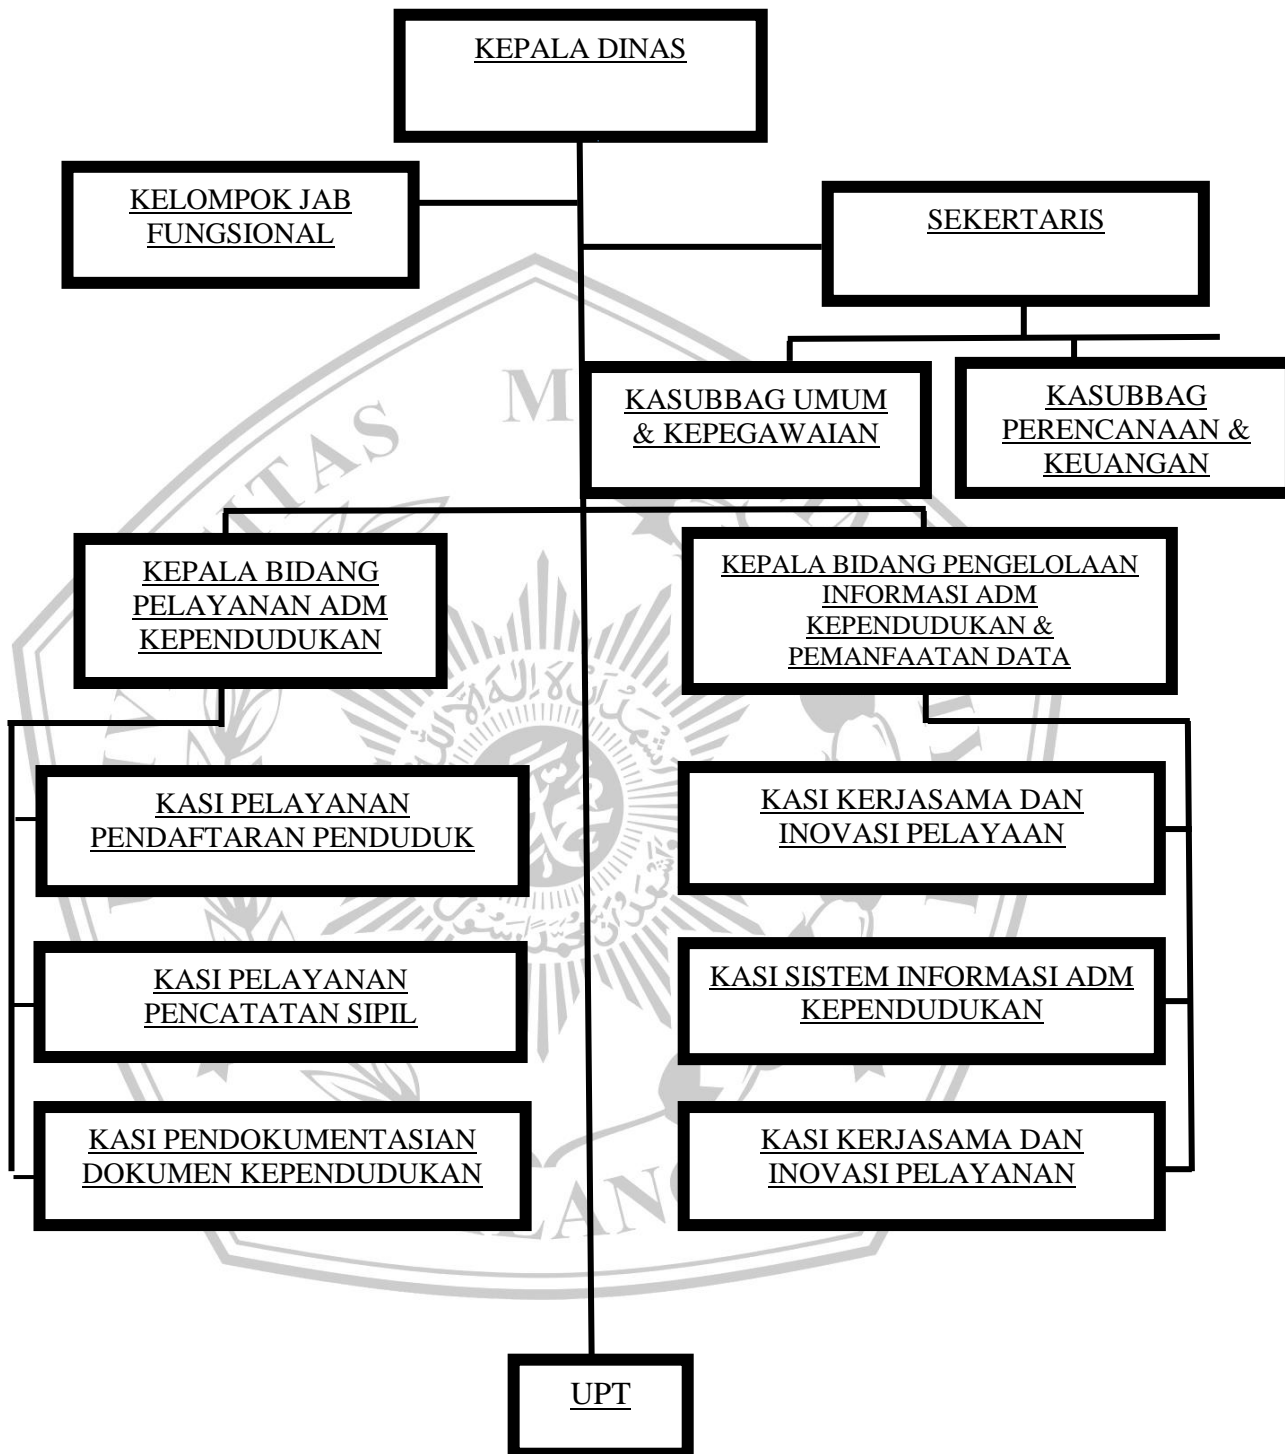 KEPALA DINAS
KELOMPOK JAB
FUNGSIONAL
SEKERTARIS
KASUBBAG UMUM
& KEPEGAWAIAN
KASUBBAG
PERENCANAAN &
KEUANGAN
KEPALA BIDANG
PELAYANAN ADM
KEPENDUDUKAN
KEPALA BIDANG PENGELOLAAN
INFORMASI ADM
KEPENDUDUKAN &
PEMANFAATAN DATA
KASI PELAYANAN
PENDAFTARAN PENDUDUK
KASI KERJASAMA DAN
INOVASI PELAYAAN
KASI PELAYANAN
PENCATATAN SIPIL
KASI SISTEM INFORMASI ADM
KEPENDUDUKAN
KASI PENDOKUMENTASIAN
DOKUMEN KEPENDUDUKAN
KASI KERJASAMA DAN
INOVASI PELAYANAN
UPT